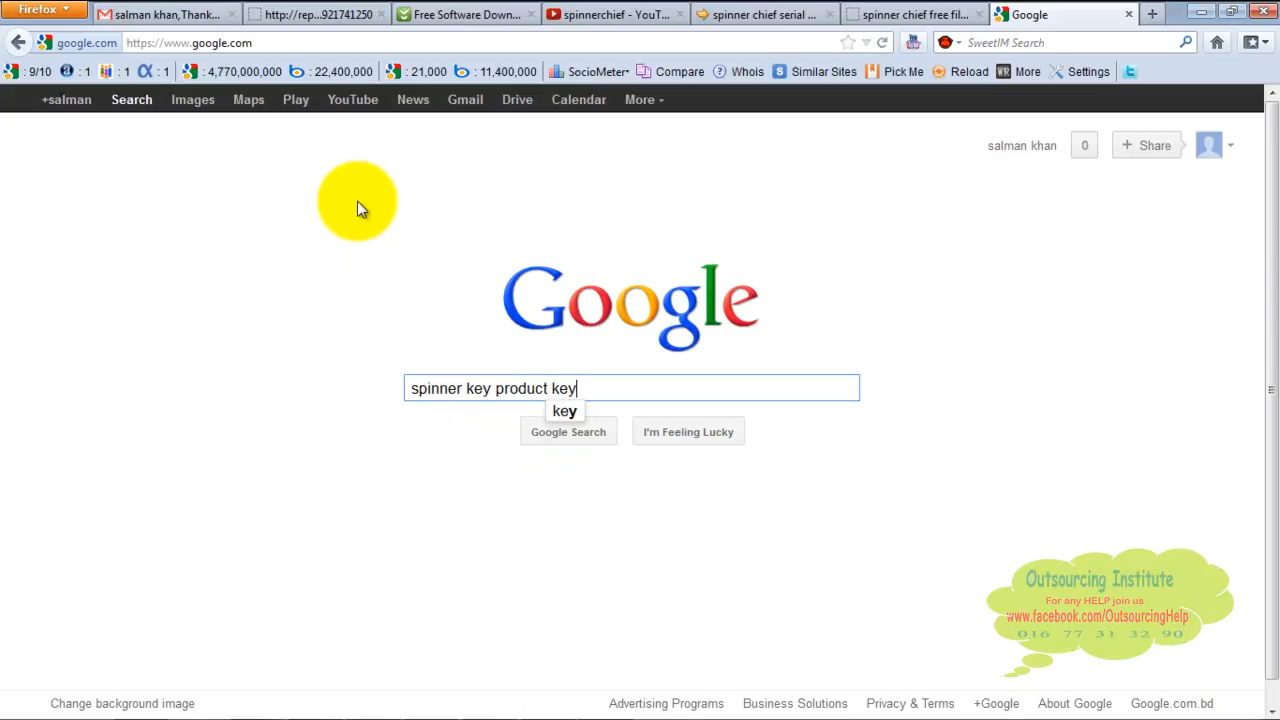 Firefox
salman khan,Thank...
http://rep...921741250
Free Software Down...
spinnerchief - YouT...
spinner chief serial ...
spinner chief free fil...
Google
google.com
https://www.google.com
SweetIM Search
: 9/10
: 1
: 1
: 1
: 4,770,000,000
: 22,400,000
: 21,000
: 11,400,000
SocioMeter
Compare
Whois
Similar Sites
Pick Me
Reload
More
Settings
+salman
Search
Images
Maps
Play
YouTube
News
Gmail
Drive
Calendar
More
salman khan
0
+ Share
Google
spinner key product key
key
Google Search
I'm Feeling Lucky
Outsourcing Institute
For any HELP join us
www.facebook.com/OutsourcingHelp
016 77 31 32 90
Change background image
Advertising Programs
Business Solutions
Privacy & Terms
+Google
About Google
Google.com.bd